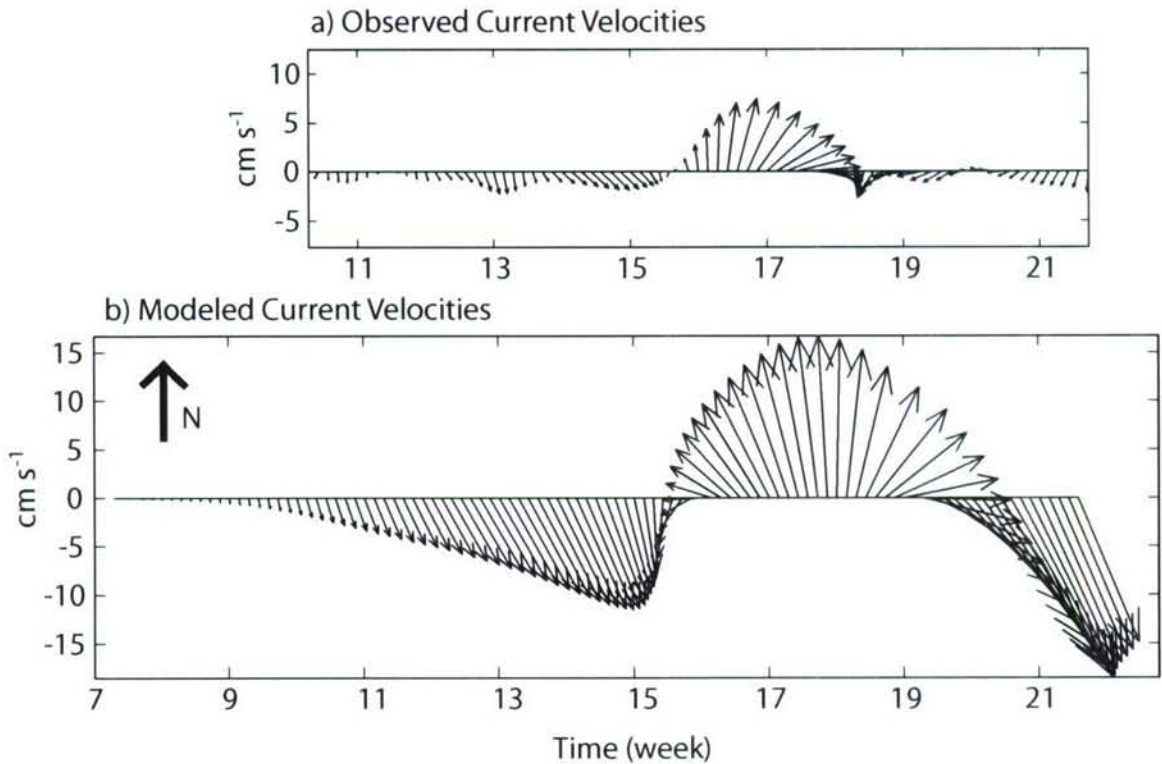 a) Observed Current Velocities
10
5
0
-5
cm s-1
11 13 15 17 19 21
b) Modeled Current Velocities
15
10
5
0
-5
-10
-15
cm s-1
N
7 9 11 13 15 17 19 21
Time (week)